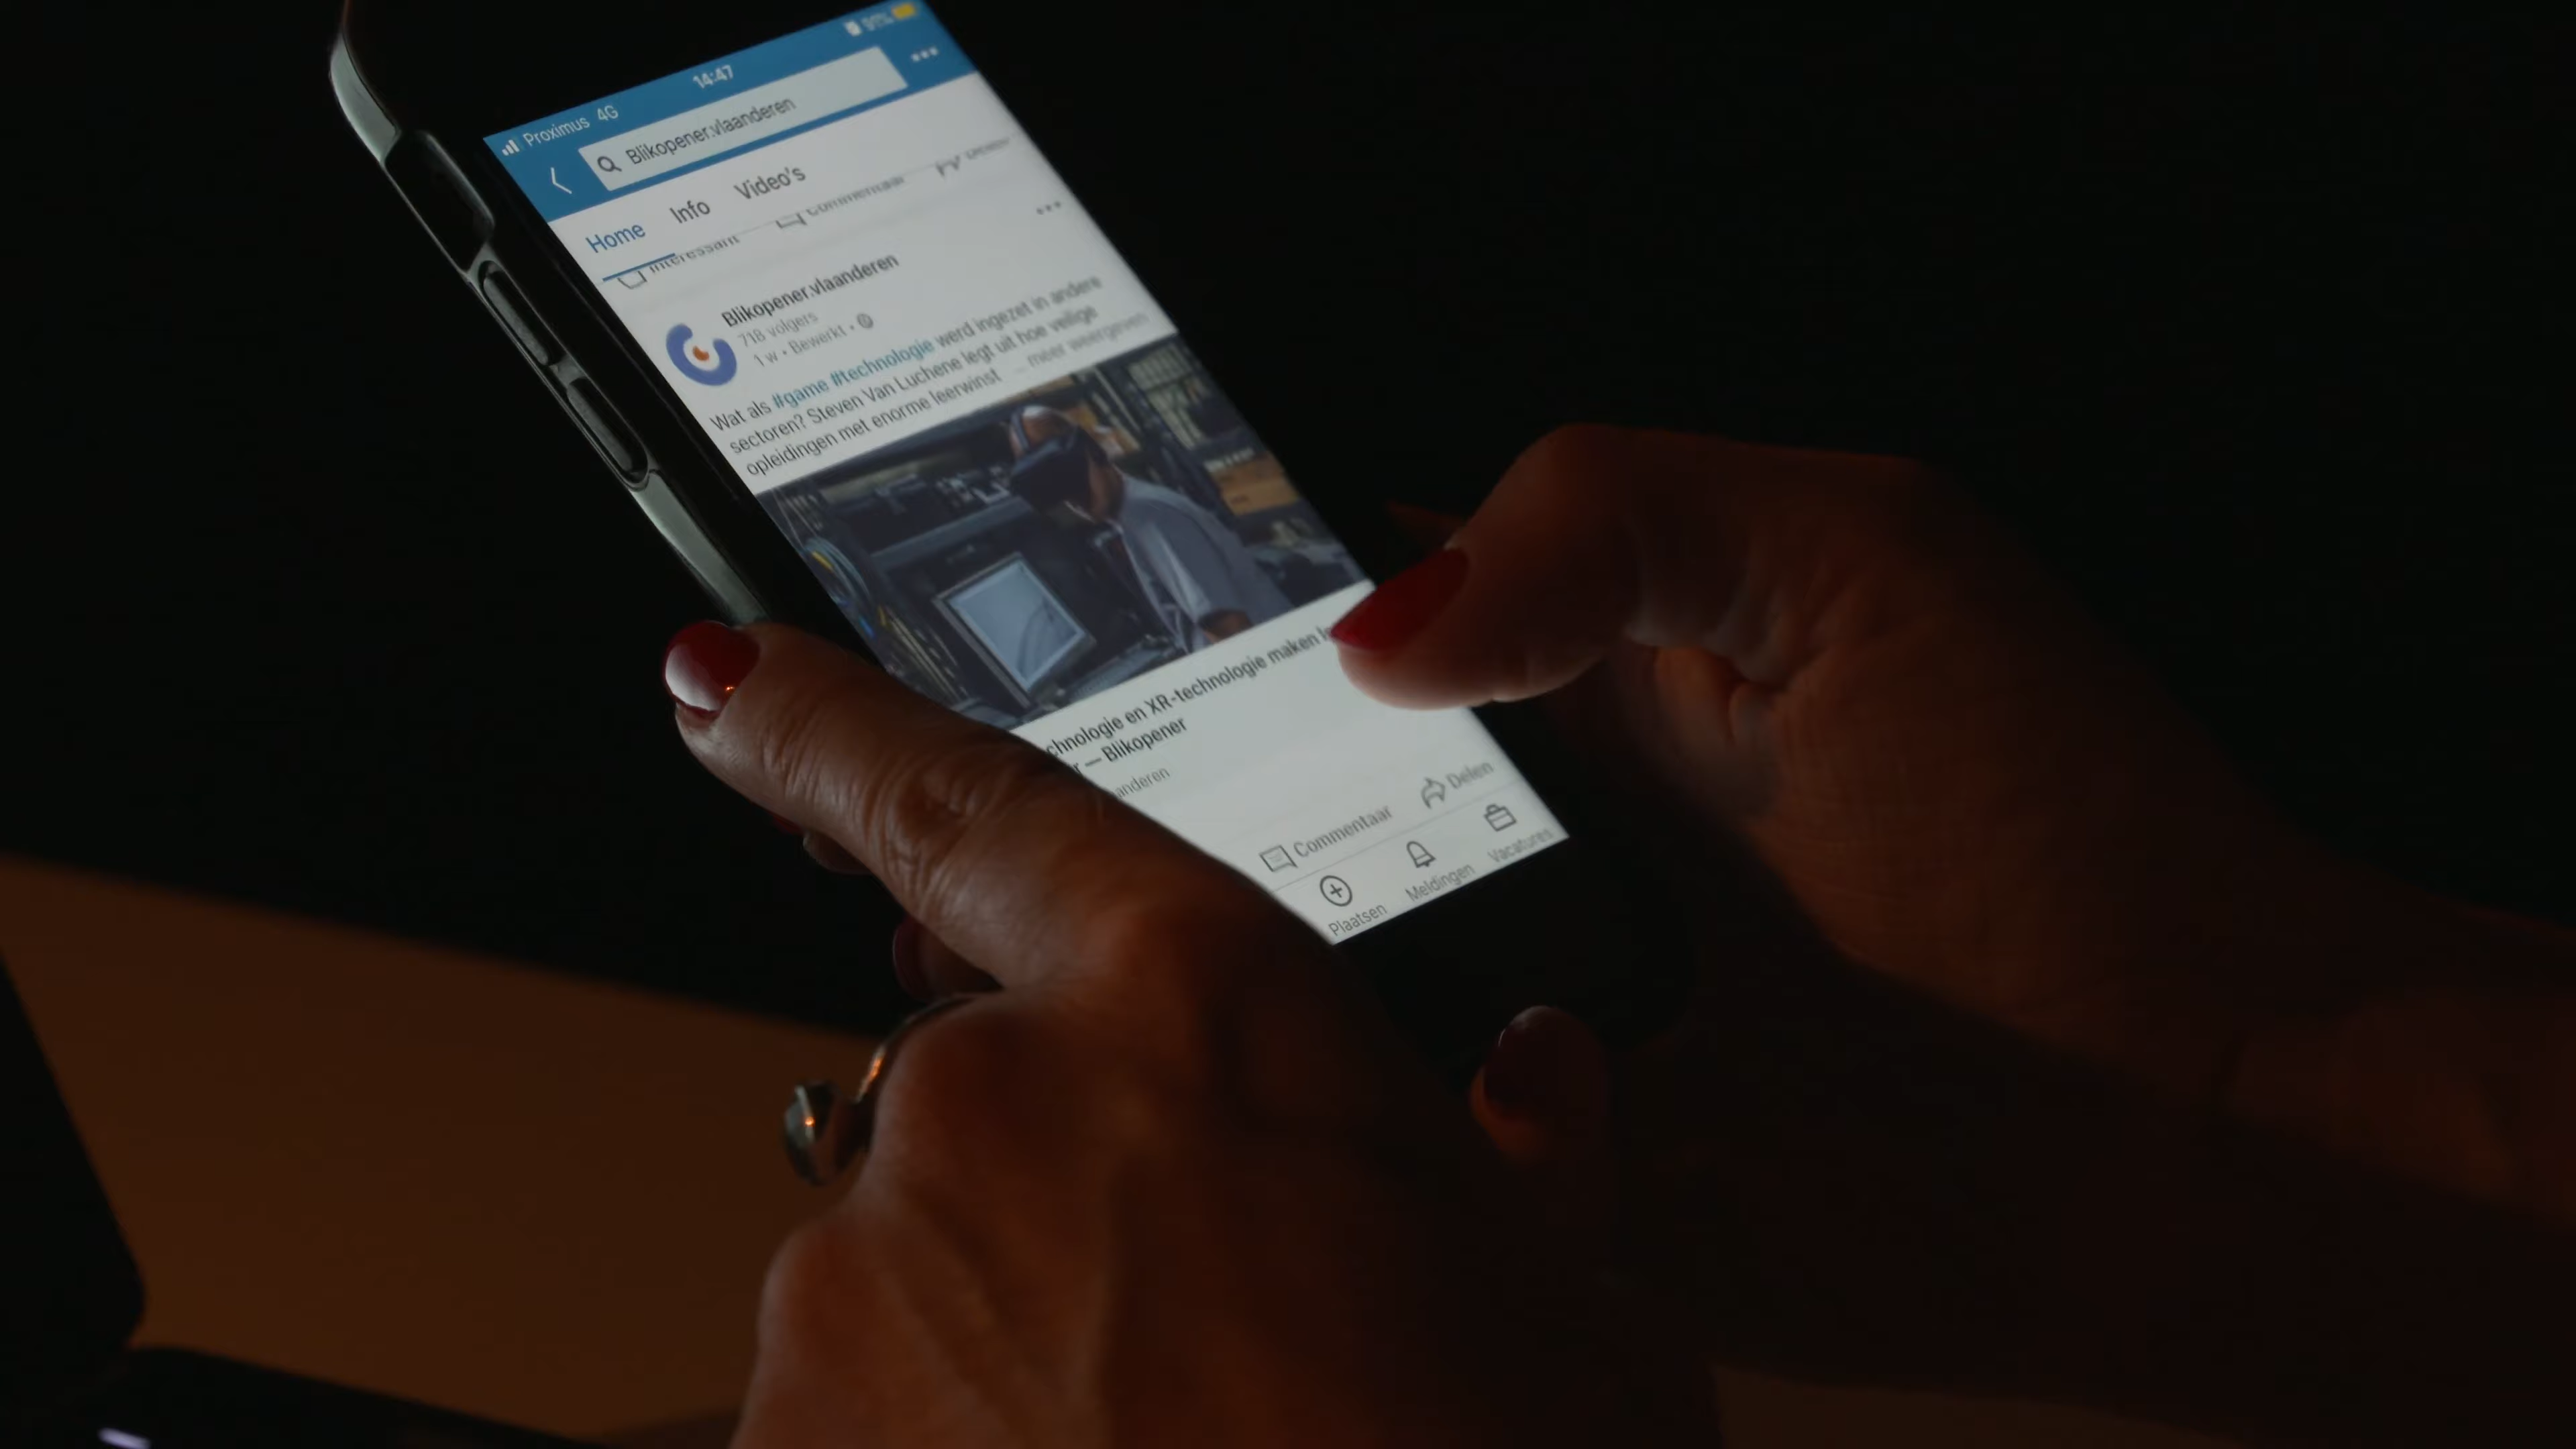 Proximus 4G
14:47
Blikopener.vlaanderen
Home Info Video's
Interessant Commentaar
Blikopener.vlaanderen
718 volgers
1 w • Bewerkt •
Wat als #game #technologie werd ingezet in andere
sectoren? Steven Van Luchene legt uit hoe veilige
opleidingen met enorme leerwinst ... meer weergeven
chnologie en XR-technologie maken
r — Blikopener
anderen
Commentaar Delen
Plaatsen Meldingen Vacatures